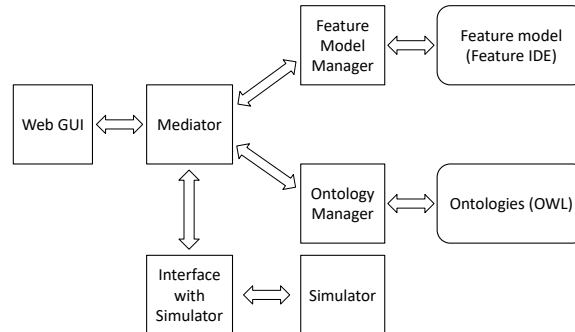 Feature
Model
Manager
Feature model
(Feature IDE)
Web GUI
Mediator
Ontology
Manager
Ontologies (OWL)
Interface
with
Simulator
Simulator